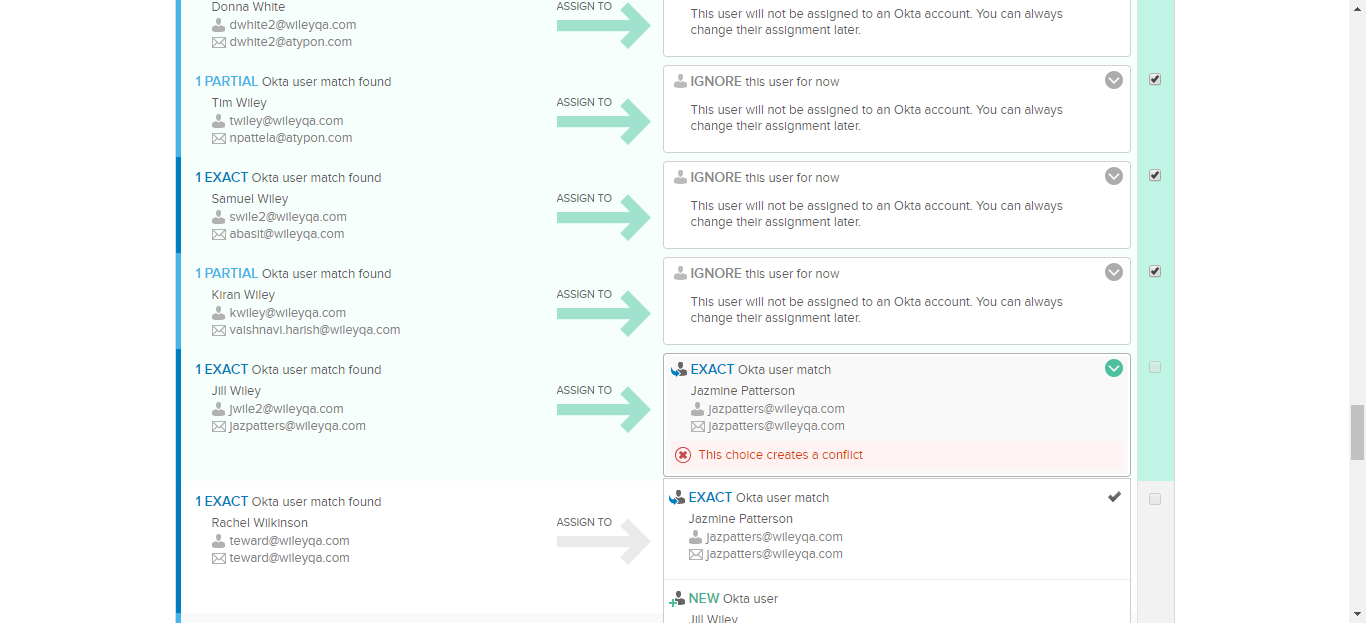 Donna White
dwhite2@wileyqa.com
dwhite2@atypon.com
ASSIGN TO
This user will not be assigned to an Okta account. You can always
change their assignment later.
1 PARTIAL Okta user match found
Tim Wiley
twiley@wileyqa.com
npattela@atypon.com
ASSIGN TO
IGNORE this user for now
This user will not be assigned to an Okta account. You can always
change their assignment later.
1 EXACT Okta user match found
Samuel Wiley
swile2@wileyqa.com
abasit@wileyqa.com
ASSIGN TO
IGNORE this user for now
This user will not be assigned to an Okta account. You can always
change their assignment later.
1 PARTIAL Okta user match found
Kiran Wiley
kwiley@wileyqa.com
vaishnavi.harish@wileyqa.com
ASSIGN TO
IGNORE this user for now
This user will not be assigned to an Okta account. You can always
change their assignment later.
1 EXACT Okta user match found
Jill Wiley
jwile2@wileyqa.com
jazpatters@wileyqa.com
ASSIGN TO
EXACT Okta user match
Jazmine Patterson
jazpatters@wileyqa.com
jazpatters@wileyqa.com
This choice creates a conflict
1 EXACT Okta user match found
Rachel Wilkinson
teward@wileyqa.com
teward@wileyqa.com
ASSIGN TO
EXACT Okta user match
Jazmine Patterson
jazpatters@wileyqa.com
jazpatters@wileyqa.com
NEW Okta user
Jill Wiley